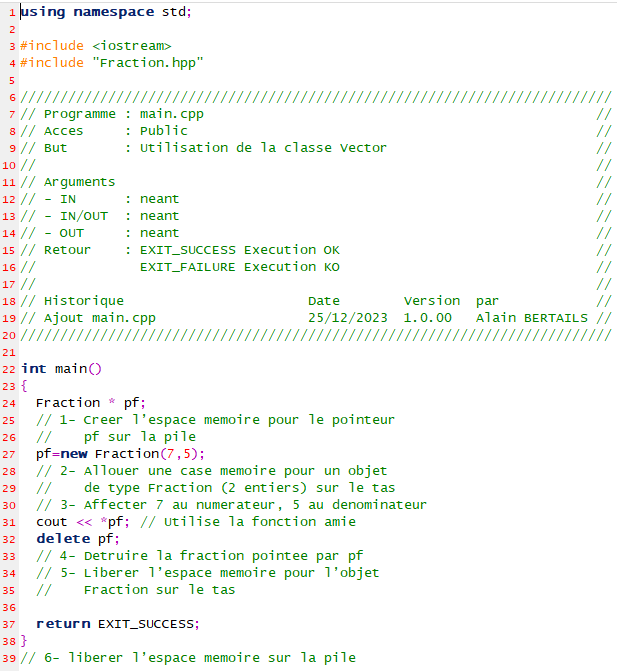 1 using namespace std;
2
3 #include <iostream>
4 #include "Fraction.hpp"
5
6 //////////////////////////////////////////////////////////////////////////
7 // Programme : main.cpp //
8 // Acces : Public //
9 // But : Utilisation de la classe Vector //
10 // //
11 // Arguments //
12 // - IN : neant //
13 // - IN/OUT : neant //
14 // - OUT : neant //
15 // Retour : EXIT_SUCCESS Execution OK //
16 // EXIT_FAILURE Execution KO //
17 // //
18 // Historique Date Version par //
19 // Ajout main.cpp 25/12/2023 1.0.00 Alain BERTAILS //
20 //////////////////////////////////////////////////////////////////////////
21
22 int main()
23 {
24 Fraction * pf;
25 // 1- Creer l'espace memoire pour le pointeur
26 // pf sur la pile
27 pf=new Fraction(7,5);
28 // 2- Allouer une case memoire pour un objet
29 // de type Fraction (2 entiers) sur le tas
30 // 3- Affecter 7 au numerateur, 5 au denominateur
31 cout << *pf; // Utilise la fonction amie
32 delete pf;
33 // 4- Detruire la fraction pointee par pf
34 // 5- Liberer l'espace memoire pour l'objet
35 // Fraction sur le tas
36
37 return EXIT_SUCCESS;
38 }
39 // 6- liberer l'espace memoire sur la pile